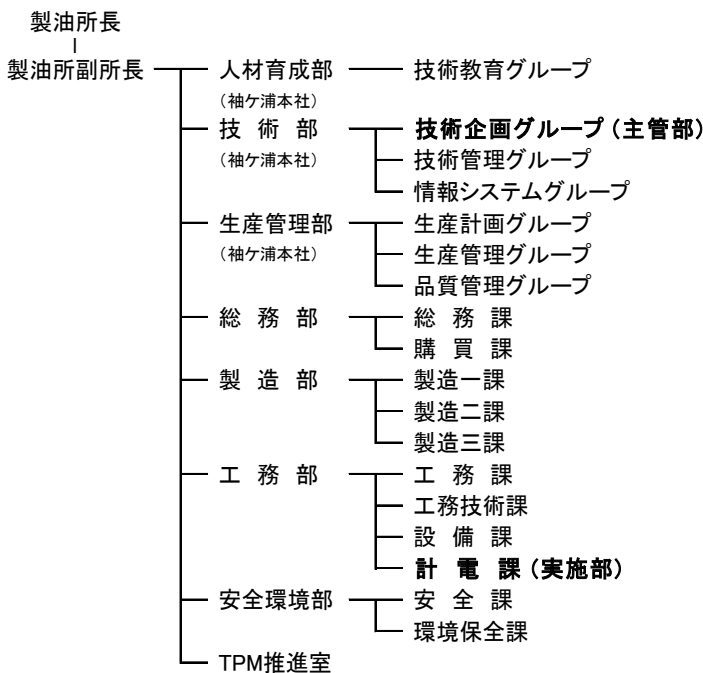 製油所長
製油所副所長 人材育成部 技術教育グループ
（袖ケ浦本社）
技 術 部 技術企画グループ（主管部）
（袖ケ浦本社） 技術管理グループ
情報システムグループ
生産管理部 生産計画グループ
（袖ケ浦本社） 生産管理グループ
品質管理グループ
総 務 部 総 務 課
購 買 課
製 造 部 製造一課
製造二課
製造三課
工 務 部 工 務 課
工務技術課
設 備 課
計 電 課（実施部）
安全環境部 安 全 課
環境保全課
TPM推進室